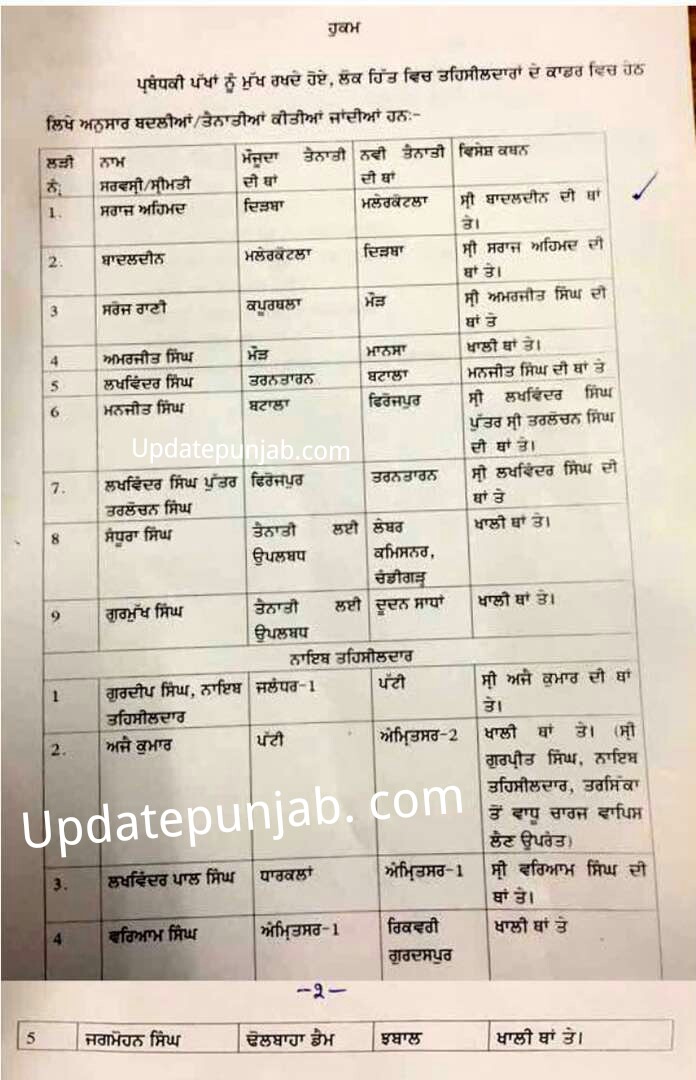 ਹੁਕਮ
ਪ੍ਰਬੰਧਕੀ ਪੱਖਾਂ ਨੂੰ ਮੁੱਖ ਰਖਦੇ ਹੋਏ, ਲੋਕ ਹਿੱਤ ਵਿਚ ਤਹਿਸੀਲਦਾਰਾਂ ਦੇ ਕਾਡਰ ਵਿਚ ਹੇਠ
ਲਿਖੇ ਅਨੁਸਾਰ ਬਦਲੀਆਂ/ਤੈਨਾਤੀਆਂ ਕੀਤੀਆਂ ਜਾਂਦੀਆਂ ਹਨ:-
ਲੜੀ ਨਾਮ ਮੌਜੂਦਾ ਤੈਨਾਤੀ ਨਵੀ ਤੈਨਾਤੀ ਵਿਸੇਸ਼ ਕਥਨ
ਨੰ; ਸਰਵਸ੍ਰੀ/ਸ੍ਰੀਮਤੀ ਦੀ ਥਾਂ ਦੀ ਥਾਂ
1. ਸਰਾਜ ਅਹਿਮਦ ਦਿੜਬਾ ਮਲੇਰਕੋਟਲਾ ਸ੍ਰੀ ਬਾਦਲਦੀਨ ਦੀ ਥਾਂ
ਤੇ।
2. ਬਾਦਲਦੀਨ ਮਲੇਰਕੋਟਲਾ ਦਿੜਬਾ ਸ੍ਰੀ ਸਰਾਜ ਅਹਿਮਦ ਦੀ
ਥਾਂ ਤੇ।
3 ਸਰੋਜ ਰਾਣੀ ਕਪੂਰਥਲਾ ਮੌੜ ਸ੍ਰੀ ਅਮਰਜੀਤ ਸਿੰਘ ਦੀ
ਥਾਂ ਤੇ
4 ਅਮਰਜੀਤ ਸਿੰਘ ਮੌੜ ਮਾਨਸਾ ਖਾਲੀ ਥਾਂ ਤੇ।
5 ਲਖਵਿੰਦਰ ਸਿੰਘ ਤਰਨਤਾਰਨ ਬਟਾਲਾ ਮਨਜੀਤ ਸਿੰਘ ਦੀ ਥਾਂ ਤੇ
6 ਮਨਜੀਤ ਸਿੰਘ ਬਟਾਲਾ ਫਿਰੋਜਪੁਰ ਸ੍ਰੀ ਲਖਵਿੰਦਰ ਸਿੰਘ
ਪੁੱਤਰ ਸ੍ਰੀ ਤਰਲੋਚਨ ਸਿੰਘ
ਦੀ ਥਾਂ ਤੇ।
Updatepunjab.com
7. ਲਖਵਿੰਦਰ ਸਿੰਘ ਪੁੱਤਰ ਫਿਰੋਜਪੁਰ ਤਰਨਤਾਰਨ ਸ੍ਰੀ ਲਖਵਿੰਦਰ ਸਿੰਘ ਦੀ
ਤਰਲੋਚਨ ਸਿੰਘ ਥਾਂ ਤੇ
8 ਸੰਧੂਰਾ ਸਿੰਘ ਤੈਨਾਤੀ ਲਈ ਲੇਬਰ ਖਾਲੀ ਥਾਂ ਤੇ।
ਉਪਲਬਧ ਕਮਿਸਨਰ,
ਚੰਡੀਗੜ੍ਹ
9 ਗੁਰਮੁੱਖ ਸਿੰਘ ਤੈਨਾਤੀ ਲਈ ਦੂਦਨ ਸਾਧਾਂ ਖਾਲੀ ਥਾਂ ਤੇ।
ਉਪਲਬਧ
ਨਾਇਬ ਤਹਿਸੀਲਦਾਰ
1 ਗੁਰਦੀਪ ਸਿੰਘ, ਨਾਇਬ ਜਲੰਧਰ-1 ਪੱਟੀ ਸ੍ਰੀ ਅਜੈ ਕੁਮਾਰ ਦੀ ਥਾਂ
ਤਹਿਸੀਲਦਾਰ ਤੇ।
2. ਅਜੈ ਕੁਮਾਰ ਪੱਟੀ ਅੰਮ੍ਰਿਤਸਰ-2 ਖਾਲੀ ਥਾਂ ਤੇ। (ਸ੍ਰੀ
ਗੁਰਪ੍ਰੀਤ ਸਿੰਘ, ਨਾਇਬ
ਤਹਿਸੀਲਦਾਰ, ਤਰਸਿੱਕਾ
ਤੋਂ ਵਾਧੂ ਚਾਰਜ ਵਾਪਿਸ
ਲੈਣ ਉਪਰੰਤ)
Updatepunjab. com
3. ਲਖਵਿੰਦਰ ਪਾਲ ਸਿੰਘ ਧਾਰਕਲਾਂ ਅੰਮ੍ਰਿਤਸਰ-1 ਸ੍ਰੀ ਵਰਿਆਮ ਸਿੰਘ ਦੀ
ਥਾਂ ਤੇ।
4 ਵਰਿਆਮ ਸਿੰਘ ਅੰਮ੍ਰਿਤਸਰ-1 ਰਿਕਵਰੀ ਖਾਲੀ ਥਾਂ ਤੇ
ਗੁਰਦਸਪੁਰ
-੨-
5 ਜਗਮੋਹਨ ਸਿੰਘ ਢੋਲਬਾਹਾ ਡੈਮ ਝਬਾਲ ਖਾਲੀ ਥਾਂ ਤੇ।